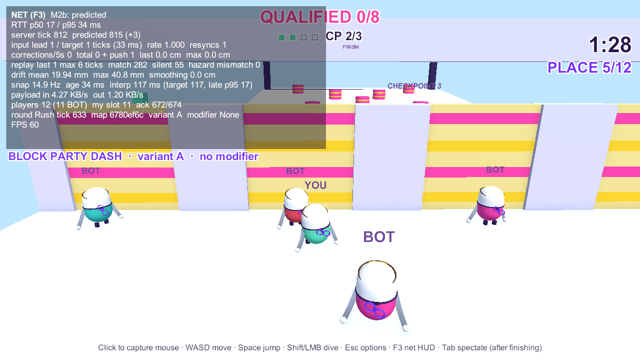 NET (F3) M2b: predicted
RTT p50 17 / p95 34 ms
server tick 812 predicted 815 (+3)
input lead 1 / target 1 ticks (33 ms) rate 1.000 resyncs 1
corrections/5s 0 total 0 + push 1 last 0.0 cm max 0.0 cm
replay last 1 max 6 ticks match 282 silent 55 hazard mismatch 0
drift mean 19.94 mm max 40.8 mm smoothing 0.0 cm
snap 14.9 Hz age 34 ms interp 117 ms (target 117, late p95 17)
payload in 4.27 KB/s out 1.20 KB/s
players 12 (11 BOT) my slot 11 ack 672/674
round Rush tick 633 map 6780ef6c variant A modifier None
FPS 60
QUALIFIED 0/8
CP 2/3
FINISH
1:28
PLACE 5/12
CHECKPOINT 3
BLOCK PARTY DASH · variant A · no modifier
BOT
BOT
BOT
YOU
BOT
Click to capture mouse · WASD move · Space jump · Shift/LMB dive · Esc options · F3 net HUD · Tab spectate (after finishing)